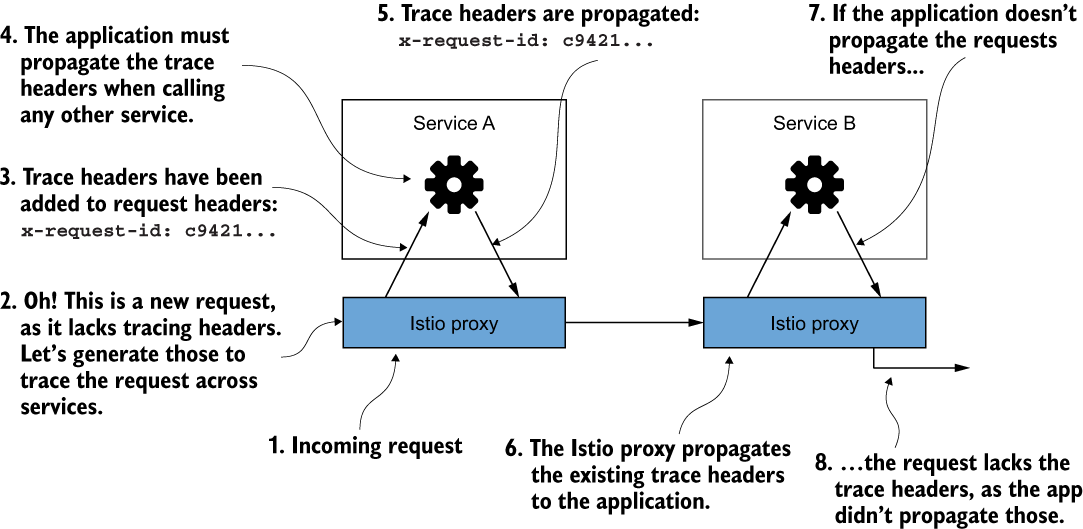 4. The application must
propagate the trace
headers when calling
any other service.
5. Trace headers are propagated:
x-request-id: c9421...
7. If the application doesn’t
propagate the requests
headers...
Service A
Service B
3. Trace headers have been
added to request headers:
x-request-id: c9421...
2. Oh! This is a new request,
as it lacks tracing headers.
Let’s generate those to
trace the request across
services.
Istio proxy
Istio proxy
1. Incoming request
6. The Istio proxy propagates
the existing trace headers
to the application.
8. ...the request lacks the
trace headers, as the app
didn’t propagate those.